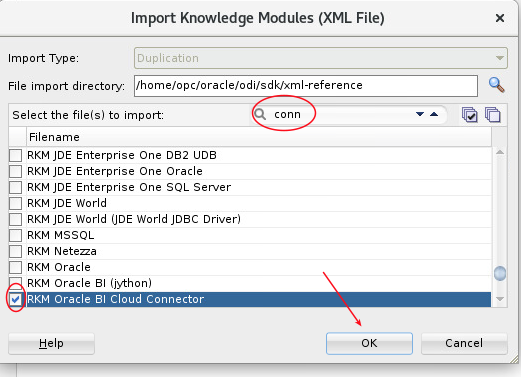 Import Knowledge Modules (XML File)
Import Type: Duplication
File import directory: /home/opc/oracle/odi/sdk/xml-reference
Select the file(s) to import: conn
Filename
RKM JDE Enterprise One DB2 UDB
RKM JDE Enterprise One Oracle
RKM JDE Enterprise One SQL Server
RKM JDE World
RKM JDE World (JDE World JDBC Driver)
RKM MSSQL
RKM Netezza
RKM Oracle
RKM Oracle BI (jython)
RKM Oracle BI Cloud Connector
Help OK Cancel